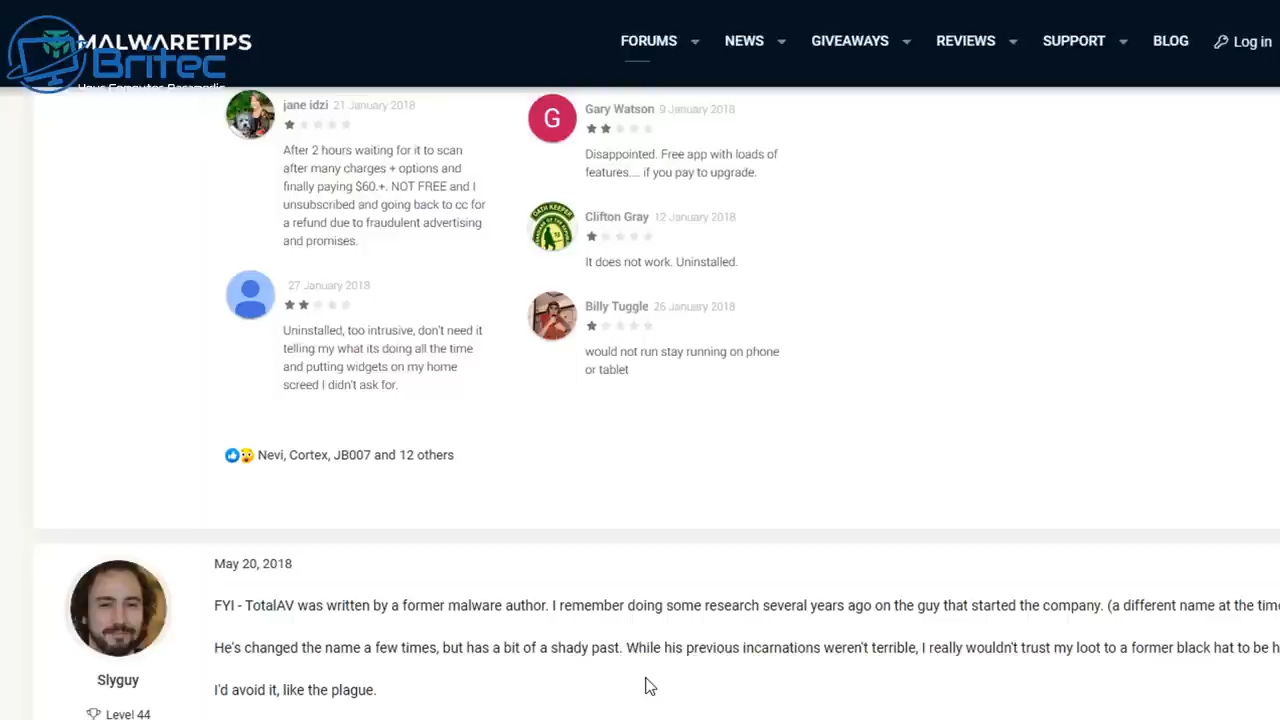 MALWARETIPS
Britec
FORUMS
NEWS
GIVEAWAYS
REVIEWS
SUPPORT
BLOG
Log in
jane idzi 21 January 2018
After 2 hours waiting for it to scan
after many charges + options and
finally paying $60.+. NOT FREE and I
unsubscribed and going back to cc for
a refund due to fraudulent advertising
and promises.
27 January 2018
Uninstalled, too intrusive, don't need it
telling my what its doing all the time
and putting widgets on my home
screed I didn't ask for.
G
Gary Watson 9 January 2018
Disappointed. Free app with loads of
features.... if you pay to upgrade.
OATH KEEPER
Clifton Gray 12 January 2018
It does not work. Uninstalled.
Billy Tuggle 26 January 2018
would not run stay running on phone
or tablet
Nevi, Cortex, JB007 and 12 others
May 20, 2018
FYI - TotalAV was written by a former malware author. I remember doing some research several years ago on the guy that started the company. (a different name at the time
He's changed the name a few times, but has a bit of a shady past. While his previous incarnations weren't terrible, I really wouldn't trust my loot to a former black hat to be h
I'd avoid it, like the plague.
Slyguy
Level 44